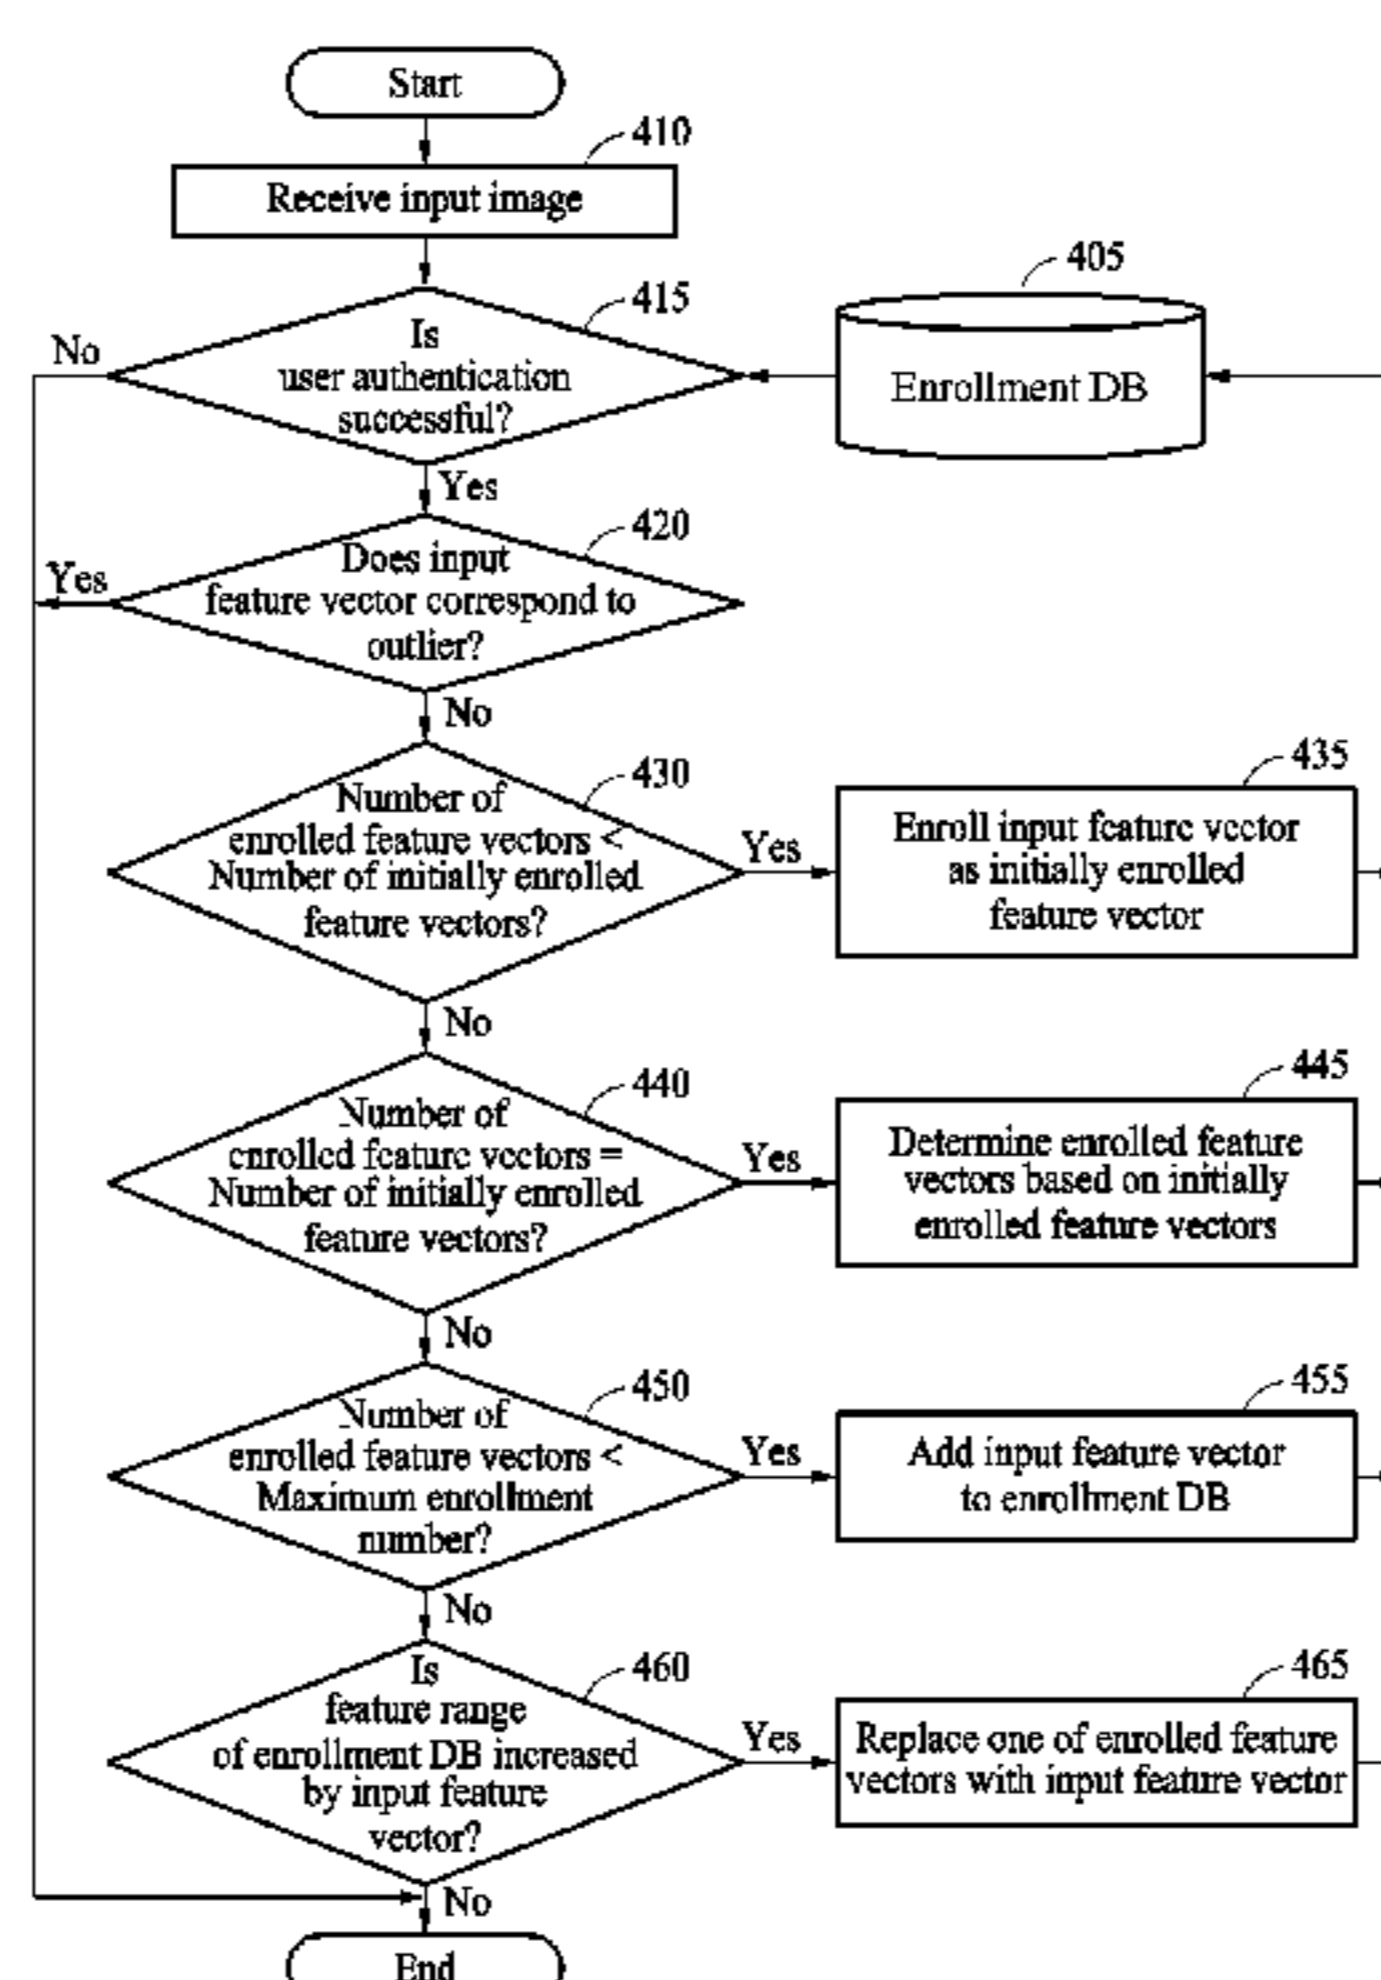 Start
410
Receive input image
405
415
Is
user authentication
successful?
No
Enrollment DB
Yes
420
Does input
feature vector correspond to
outlier?
Yes
No
430
Number of
enrolled feature vectors <
Number of initially enrolled
feature vectors?
Yes
435
Enroll input feature vector
as initially enrolled
feature vector
No
440
Number of
enrolled feature vectors =
Number of initially enrolled
feature vectors?
Yes
445
Determine enrolled feature
vectors based on initially
enrolled feature vectors
No
450
Number of
enrolled feature vectors <
Maximum enrollment
number?
Yes
455
Add input feature vector
to enrollment DB
No
460
Is
feature range
of enrollment DB increased
by input feature
vector?
Yes
465
Replace one of enrolled feature
vectors with input feature vector
No
End